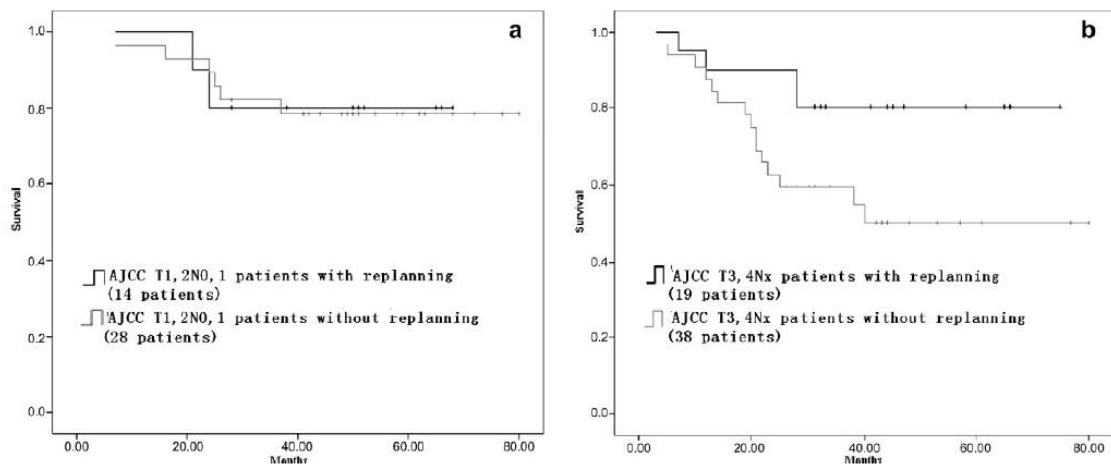 a
1.0
0.8
0.6
0.4
0.2
0.0
Survival
AJCC T1,2N0,1 patients with replanning
(14 patients)
'AJCC T1,2N0,1 patients without replanning
(28 patients)
0.00 20.00 40.00 60.00 80.00
Months
b
1.0
0.8
0.6
0.4
0.2
0.0
Survival
'AJCC T3,4Nx patients with replanning
(19 patients)
AJCC T3,4Nx patients without replanning
(38 patients)
0.00 20.00 40.00 60.00 80.00
Months